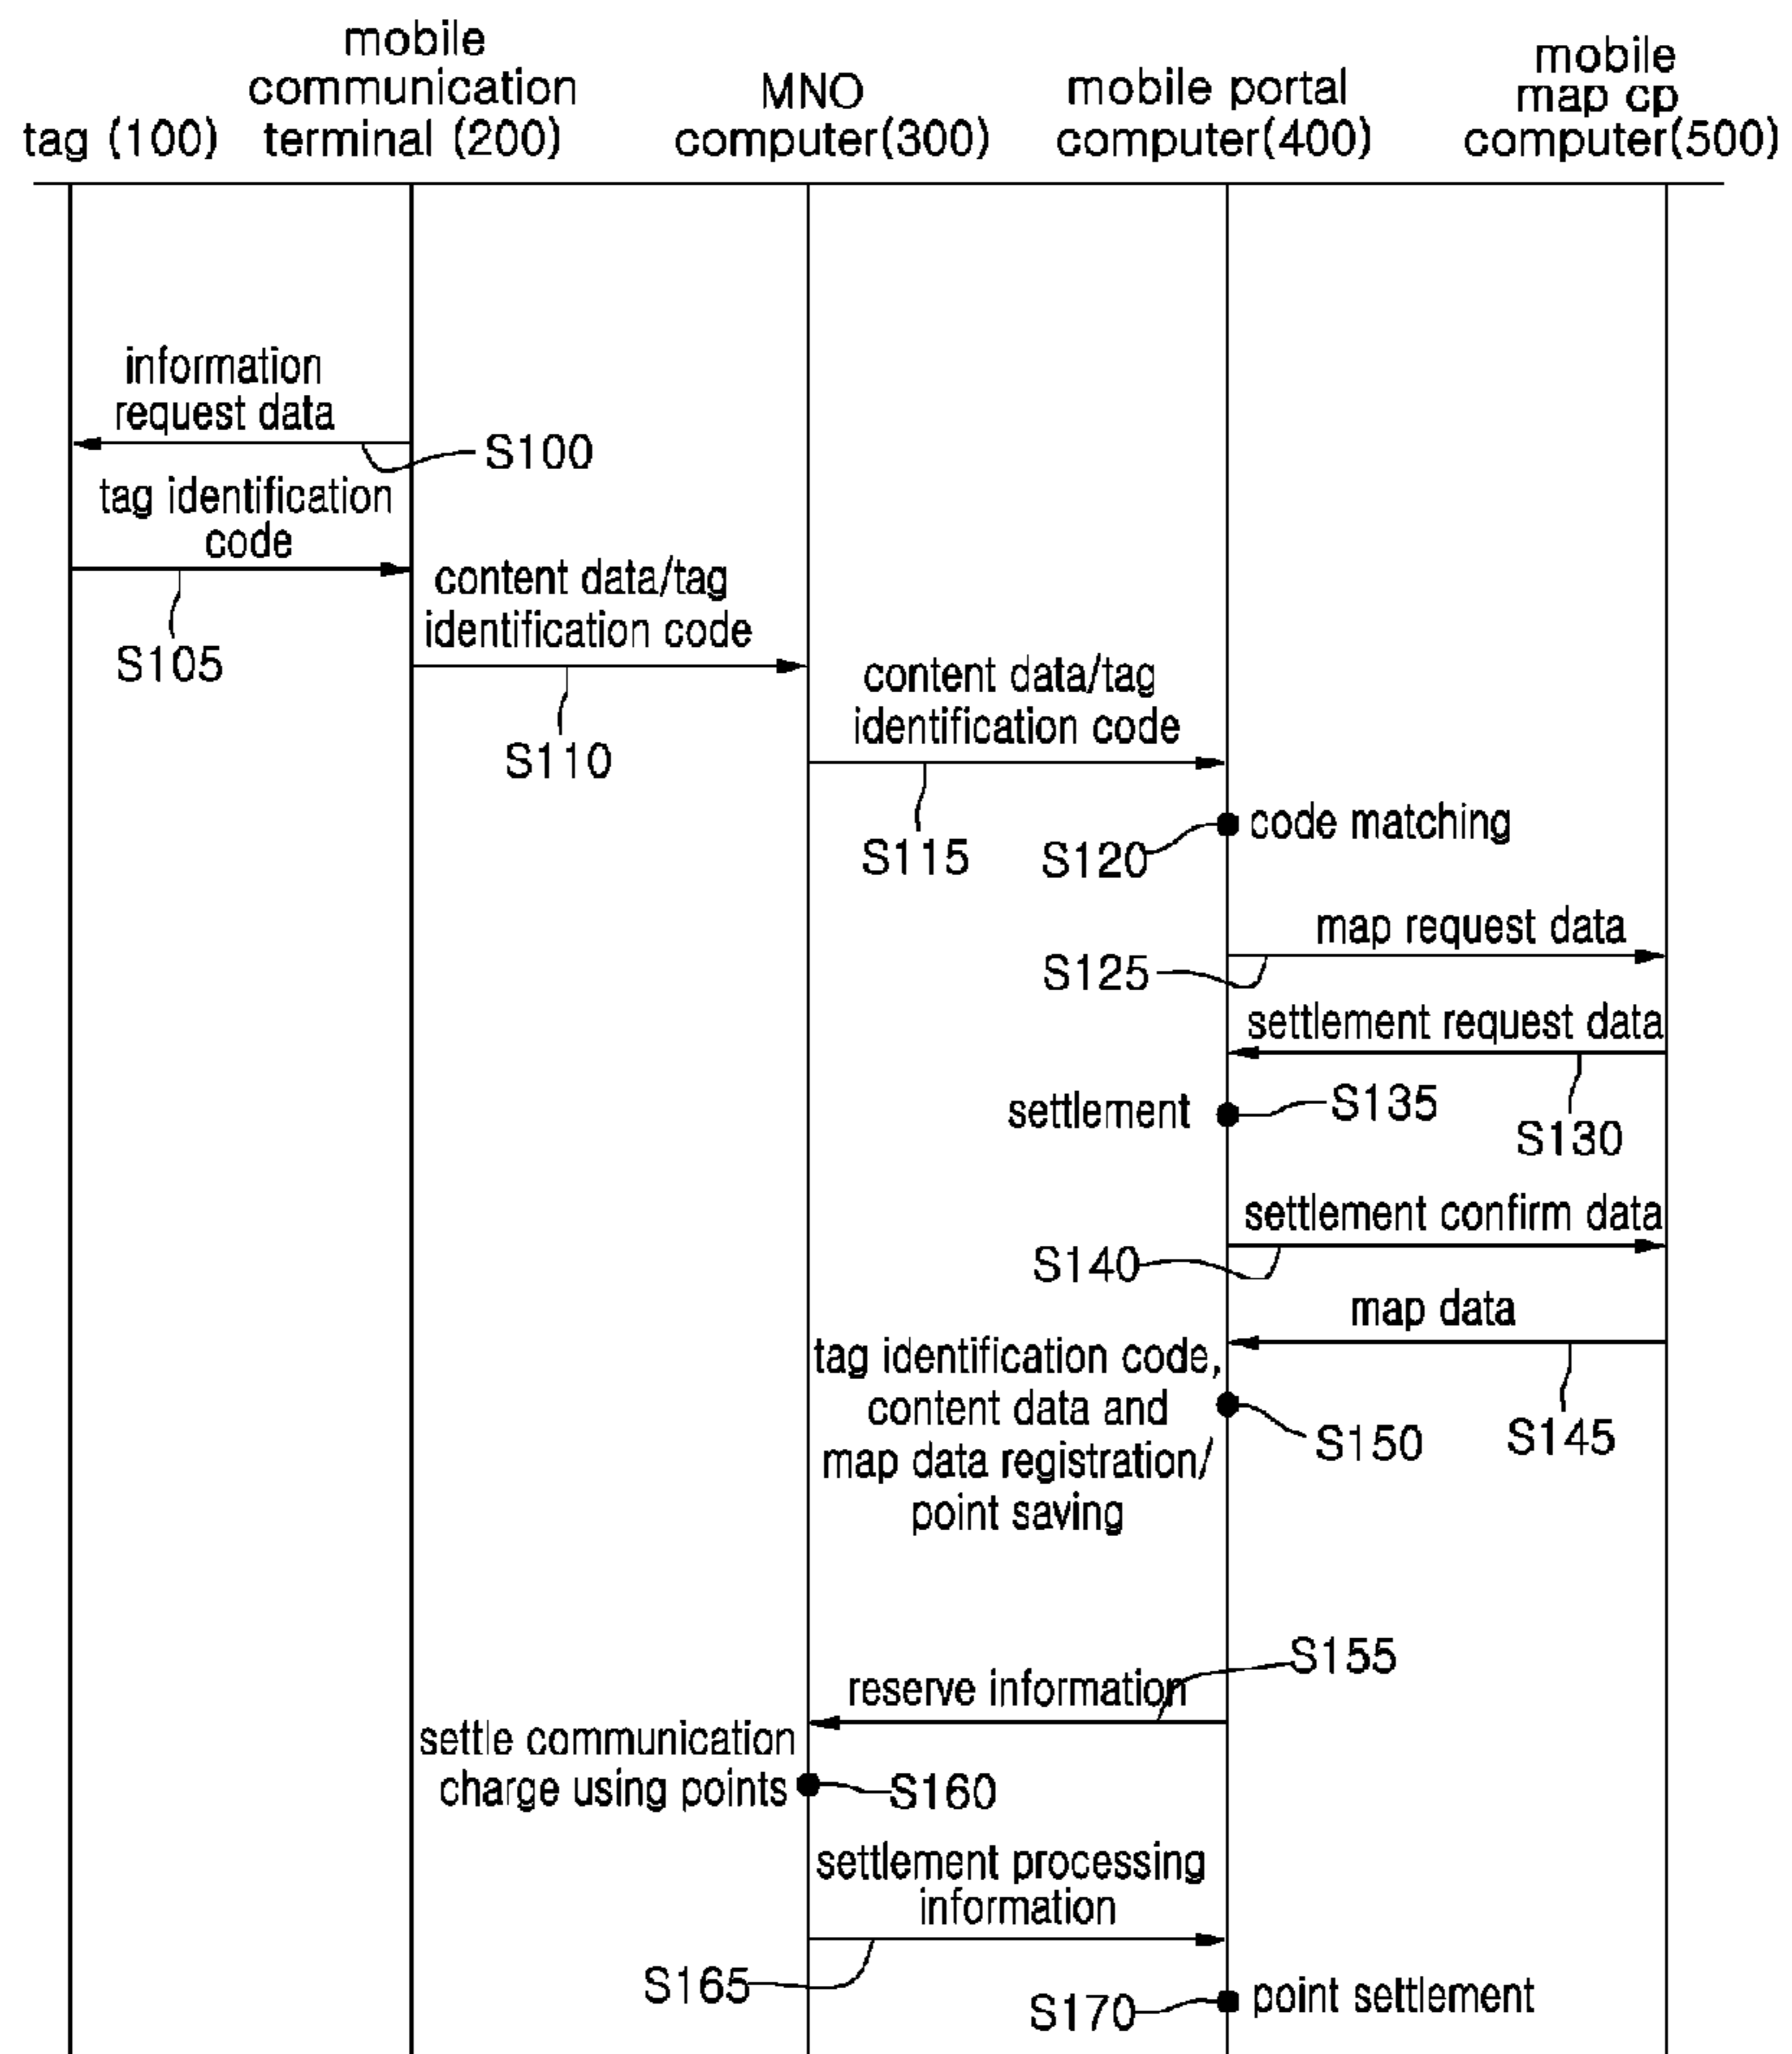 mobile
communication
terminal (200)
tag (100)
MNO
computer(300)
mobile portal
computer(400)
mobile
map cp
computer(500)
information
request data
S100
tag identification
code
S105
content data/tag
identification code
S110
content data/tag
identification code
S115
code matching
S120
map request data
S125
settlement request data
S130
settlement
S135
settlement confirm data
S140
map data
S145
tag identification code,
content data and
map data registration/
point saving
S150
S155
reserve information
settle communication
charge using points
S160
settlement processing
information
S165
point settlement
S170